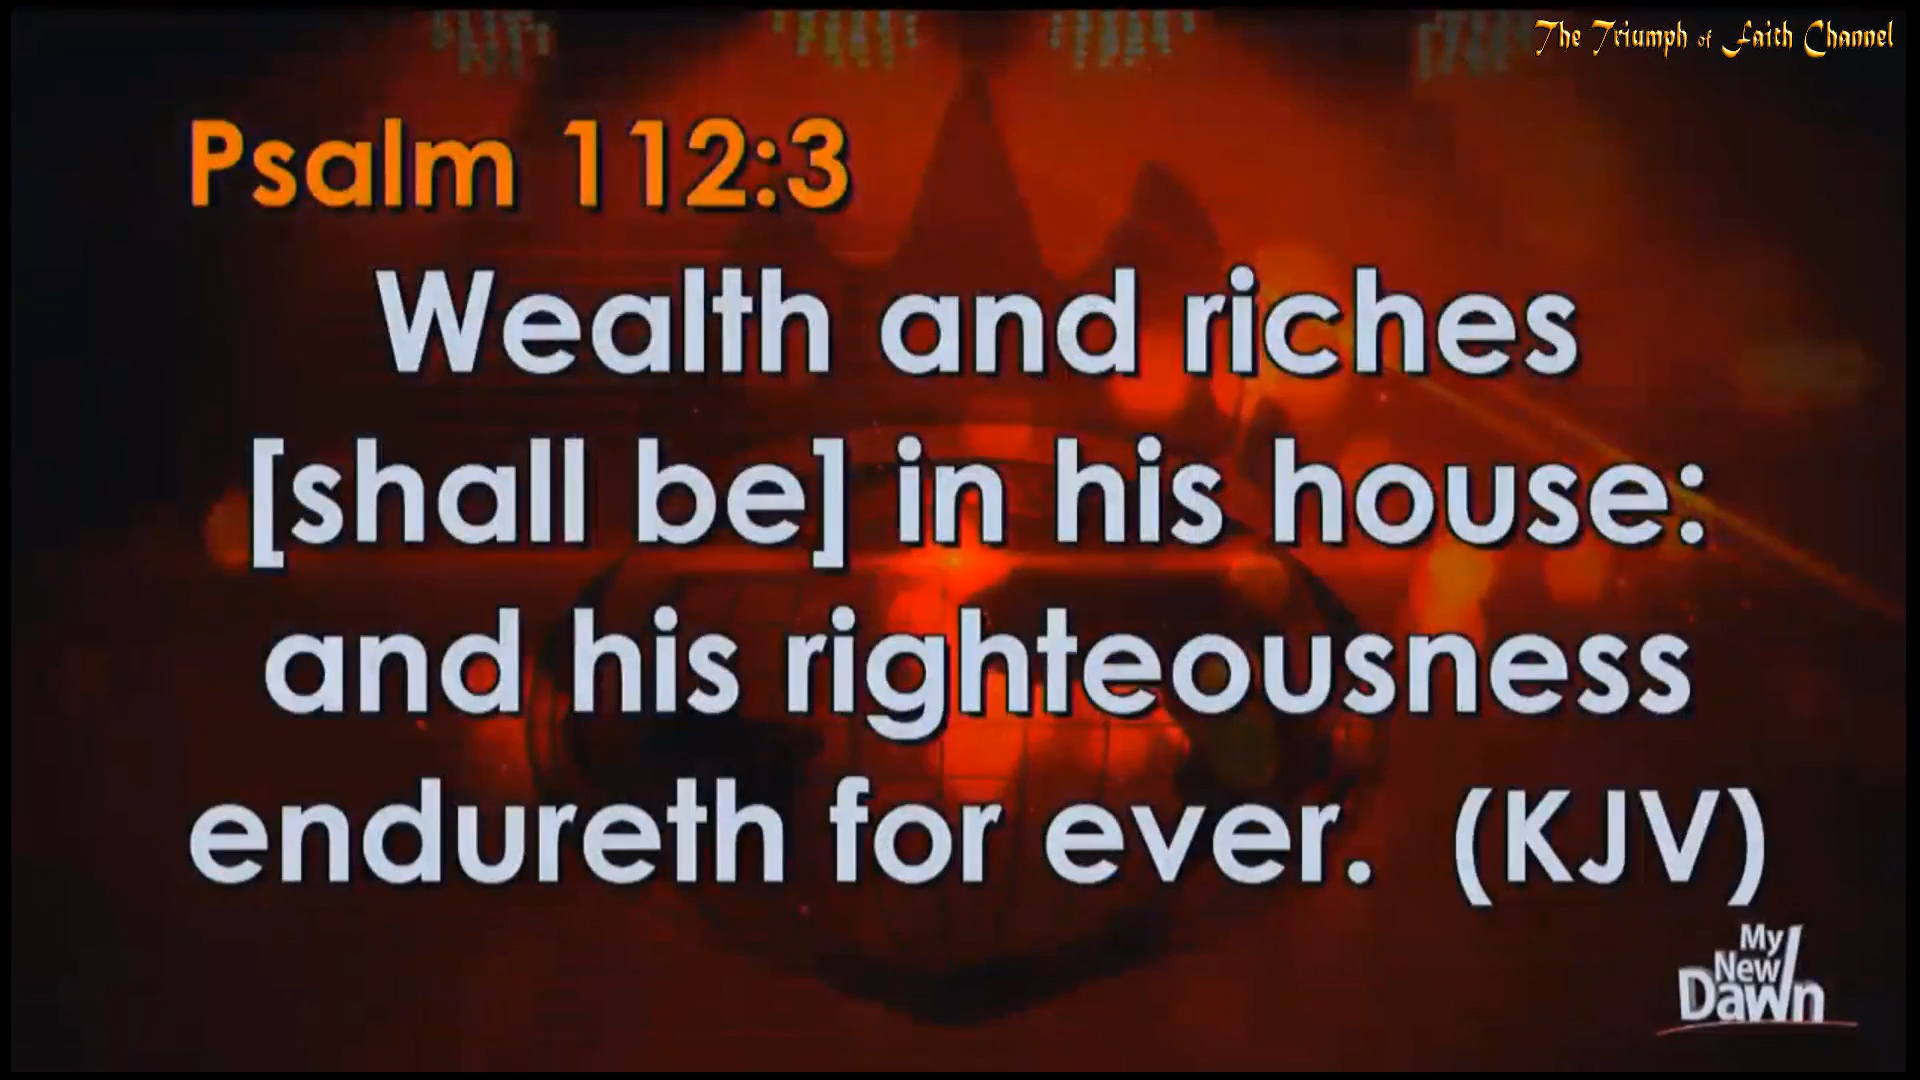 The Triumph of Faith Channel
Psalm 112:3
Wealth and riches
[shall be] in his house:
and his righteousness
endureth for ever. (KJV)
My
New
Dawn